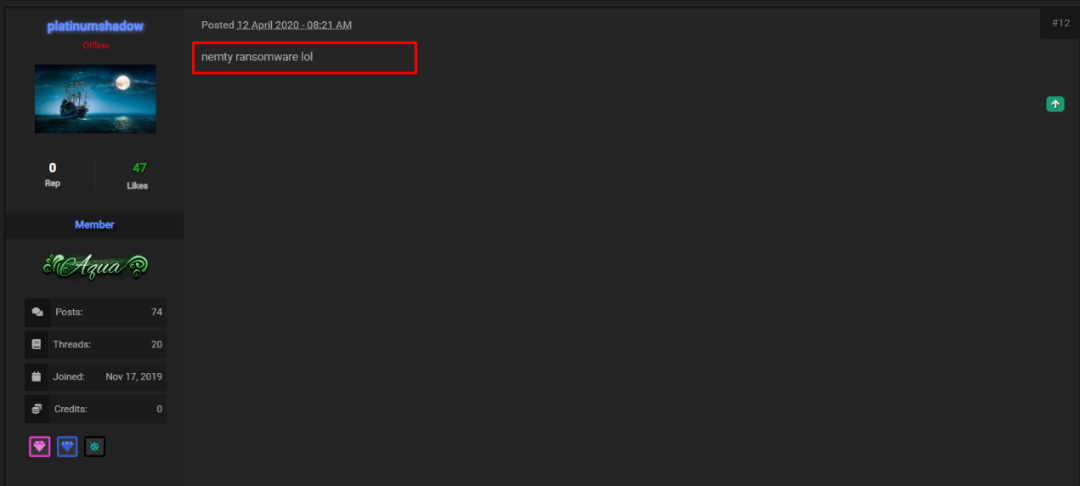 platinumshadow
Offline
0
Rep
47
Likes
Member
Aqua
Posts: 74
Threads: 20
Joined: Nov 17, 2019
Credits: 0
Posted 12 April 2020 - 08:21 AM
#12
nemty ransomware lol